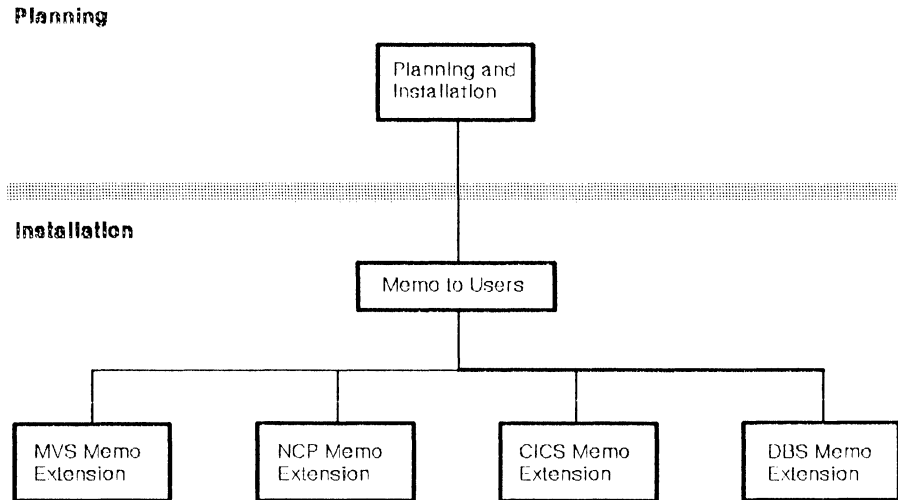 Planning
Planning and
Installation
Installation
Memo to Users
MVS Memo
Extension
NCP Memo
Extension
CICS Memo
Extension
DBS Memo
Extension